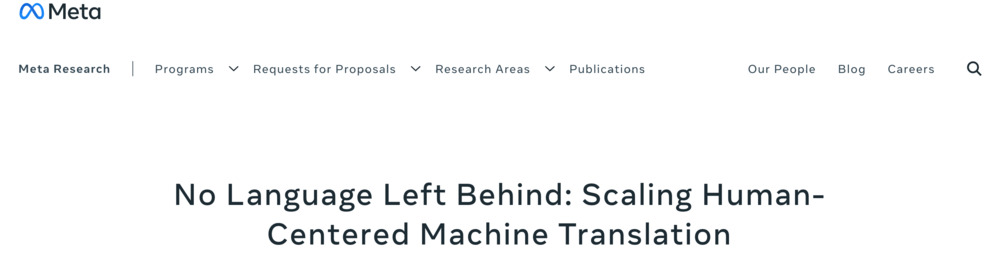 Meta
Meta Research | Programs Requests for Proposals Research Areas Publications Our People Blog Careers
No Language Left Behind: Scaling Human-
Centered Machine Translation